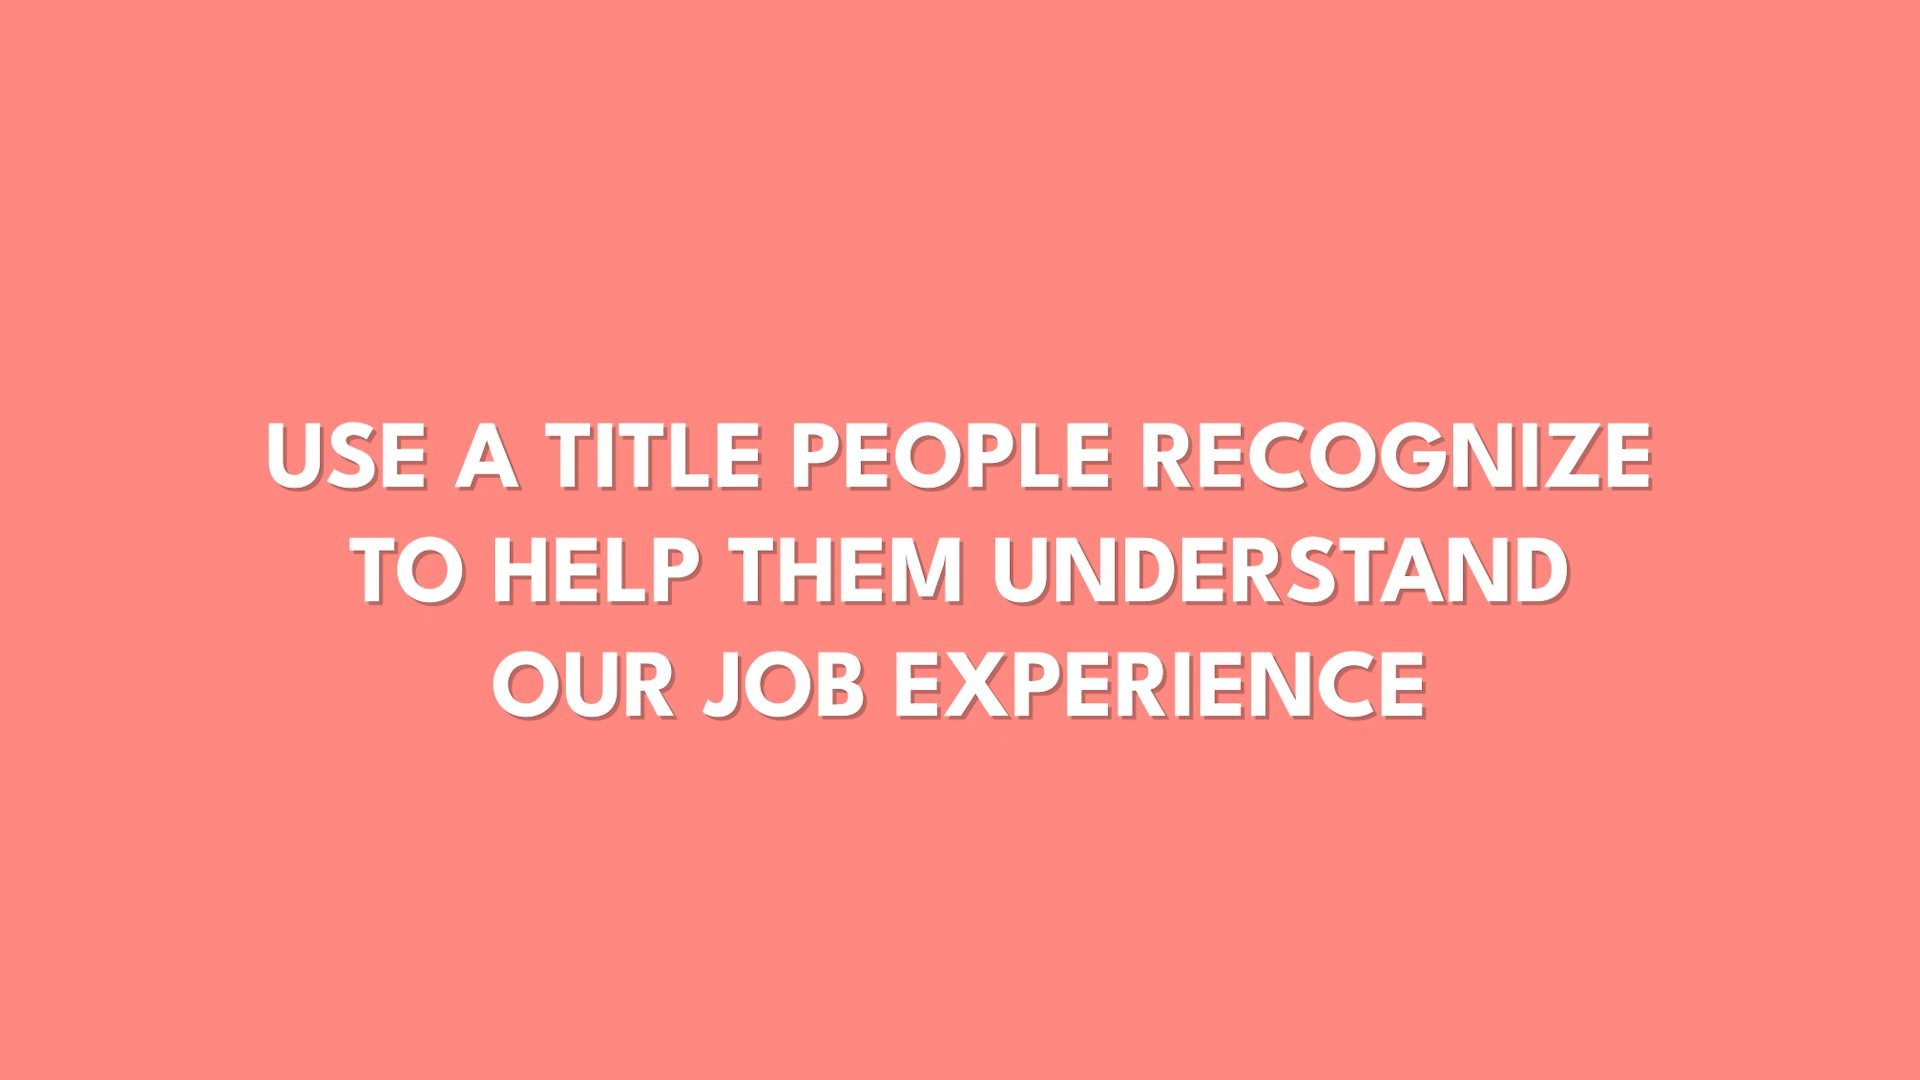 USE A TITLE PEOPLE RECOGNIZE
TO HELP THEM UNDERSTAND
OUR JOB EXPERIENCE